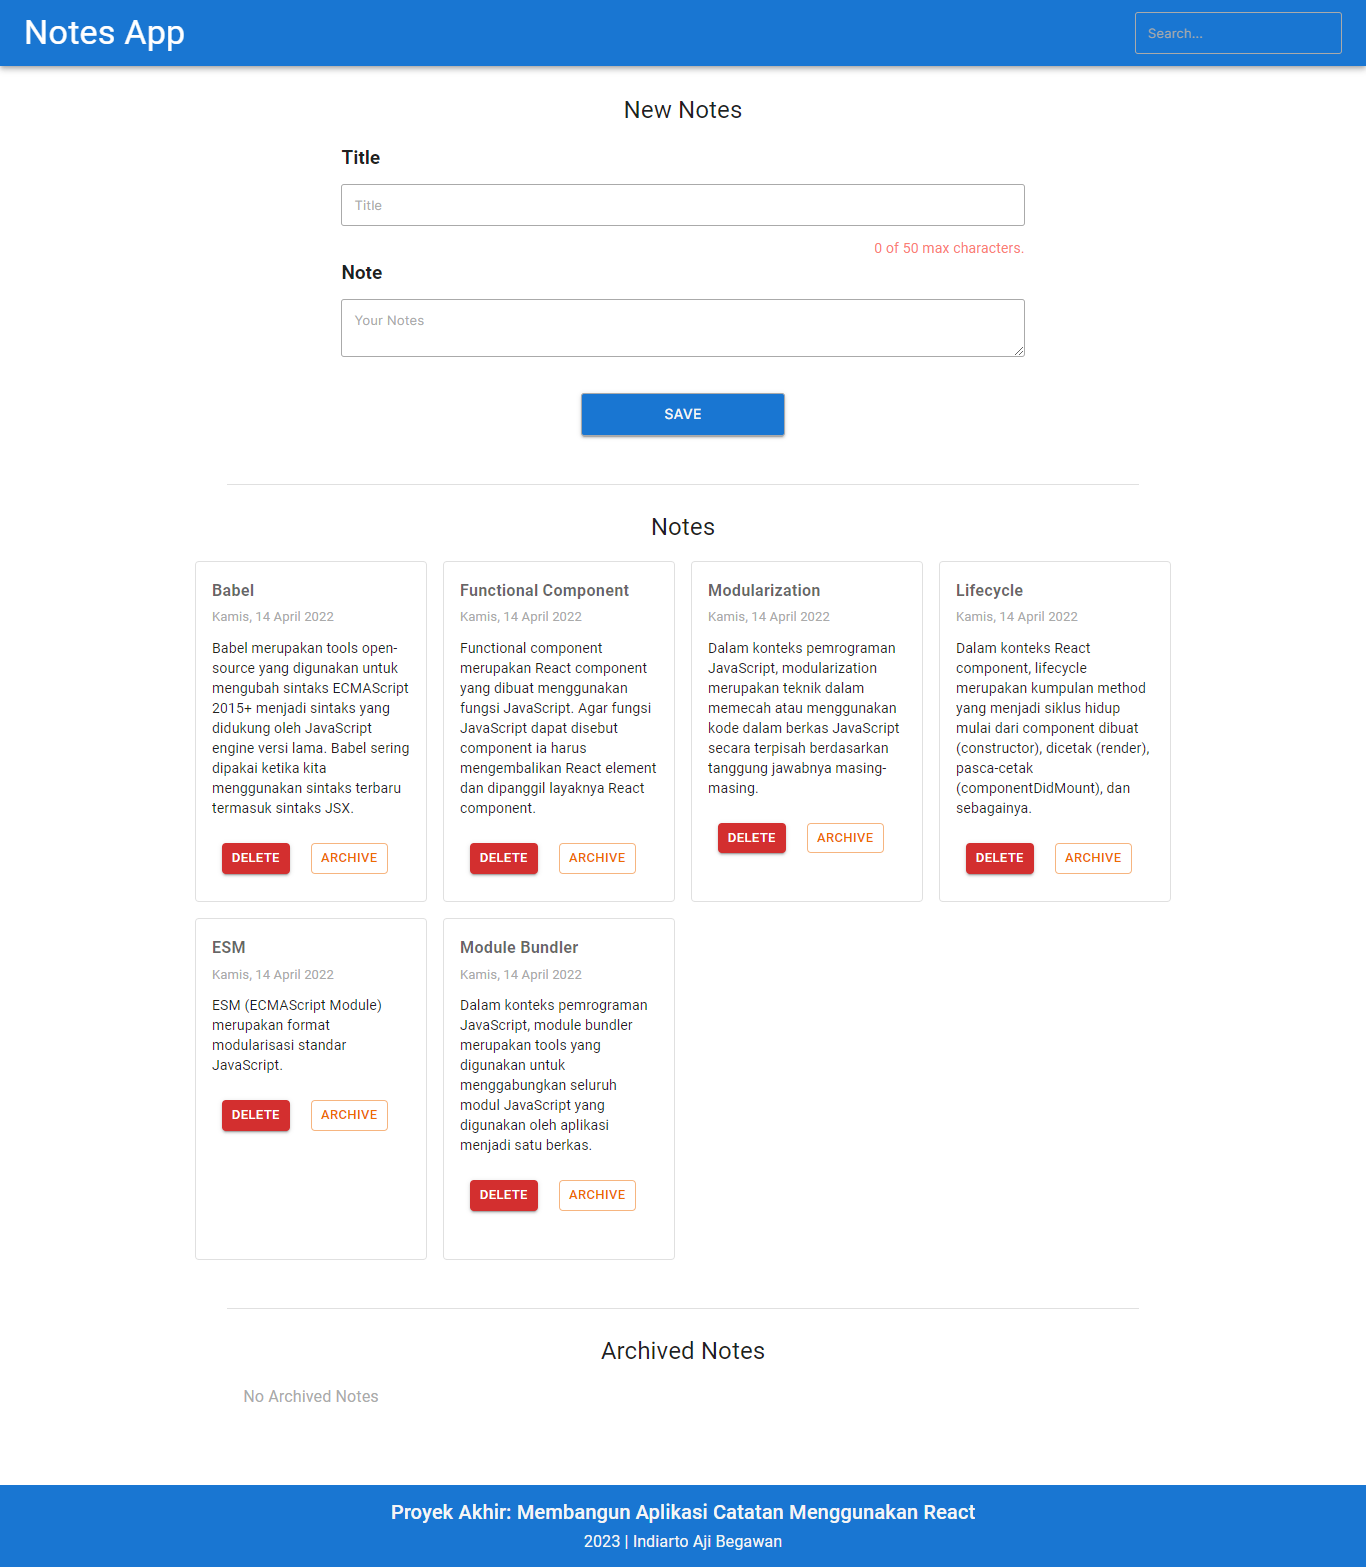 Notes App
Search...
New Notes
Title
Title
0 of 50 max characters.
Note
Your Notes
SAVE
Notes
Babel
Kamis, 14 April 2022
Babel merupakan tools open-
source yang digunakan untuk
mengubah sintaks ECMAScript
2015+ menjadi sintaks yang
didukung oleh JavaScript
engine versi lama. Babel sering
dipakai ketika kita
menggunakan sintaks terbaru
termasuk sintaks JSX.
DELETE
ARCHIVE
Functional Component
Kamis, 14 April 2022
Functional component
merupakan React component
yang dibuat menggunakan
fungsi JavaScript. Agar fungsi
JavaScript dapat disebut
component ia harus
mengembalikan React element
dan dipanggil layaknya React
component.
DELETE
ARCHIVE
Modularization
Kamis, 14 April 2022
Dalam konteks pemrograman
JavaScript, modularization
merupakan teknik dalam
memecah atau menggunakan
kode dalam berkas JavaScript
secara terpisah berdasarkan
tanggung jawabnya masing-
masing.
DELETE
ARCHIVE
Lifecycle
Kamis, 14 April 2022
Dalam konteks React
component, lifecycle
merupakan kumpulan method
yang menjadi siklus hidup
mulai dari component dibuat
(constructor), dicetak (render),
pasca-cetak
(componentDidMount), dan
sebagainya.
DELETE
ARCHIVE
ESM
Kamis, 14 April 2022
ESM (ECMAScript Module)
merupakan format
modularisasi standar
JavaScript.
DELETE
ARCHIVE
Module Bundler
Kamis, 14 April 2022
Dalam konteks pemrograman
JavaScript, module bundler
merupakan tools yang
digunakan untuk
menggabungkan seluruh
modul JavaScript yang
digunakan oleh aplikasi
menjadi satu berkas.
DELETE
ARCHIVE
Archived Notes
No Archived Notes
Proyek Akhir: Membangun Aplikasi Catatan Menggunakan React
2023 | Indiarto Aji Begawan